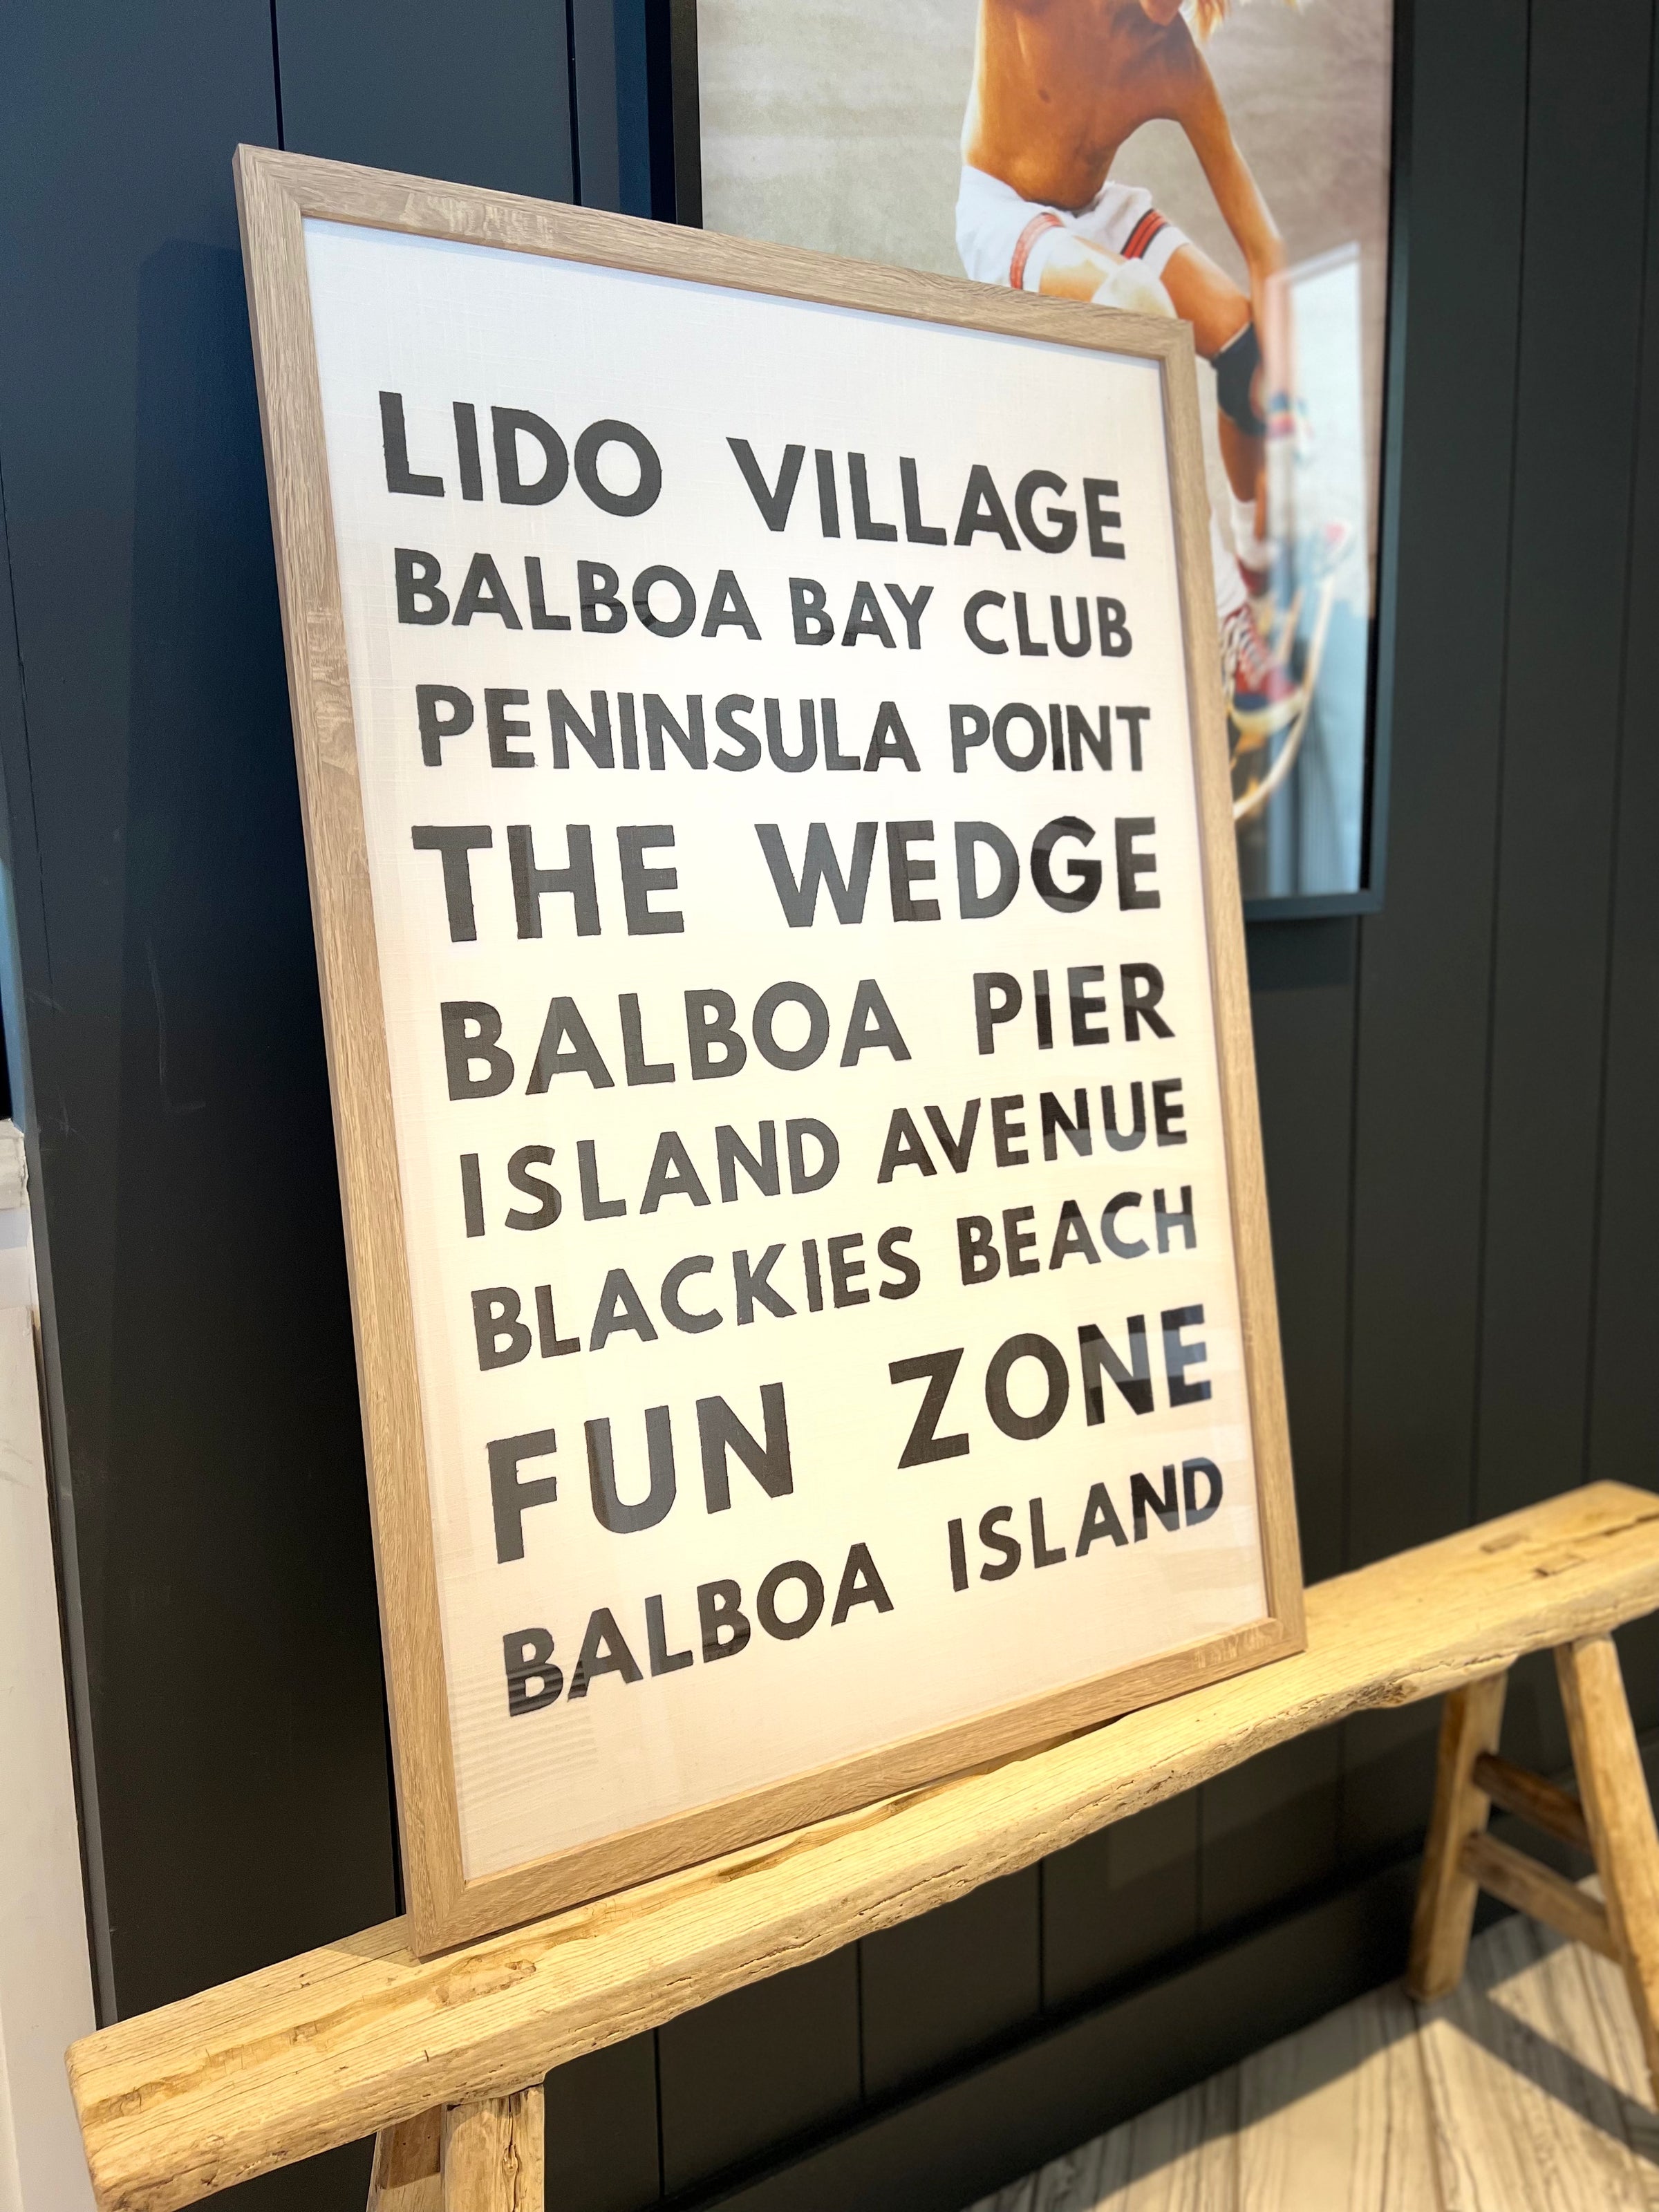 LIDO VILLAGE
BALBOA BAY CLUB
PENINSULA POINT
THE WEDGE
BALBOA PIER
ISLAND AVENUE
BLACKIES BEACH
FUN ZONE
BALBOA ISLAND